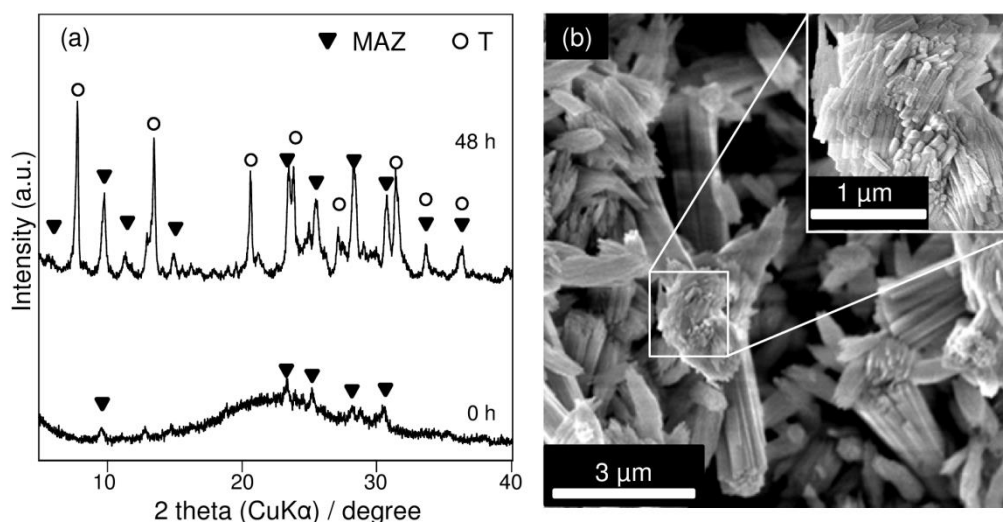 (a)
MAZ
T
48 h
0 h
Intensity (a.u.)
10
20
30
40
2 theta (CuKα) / degree
(b)
1 μm
3 μm